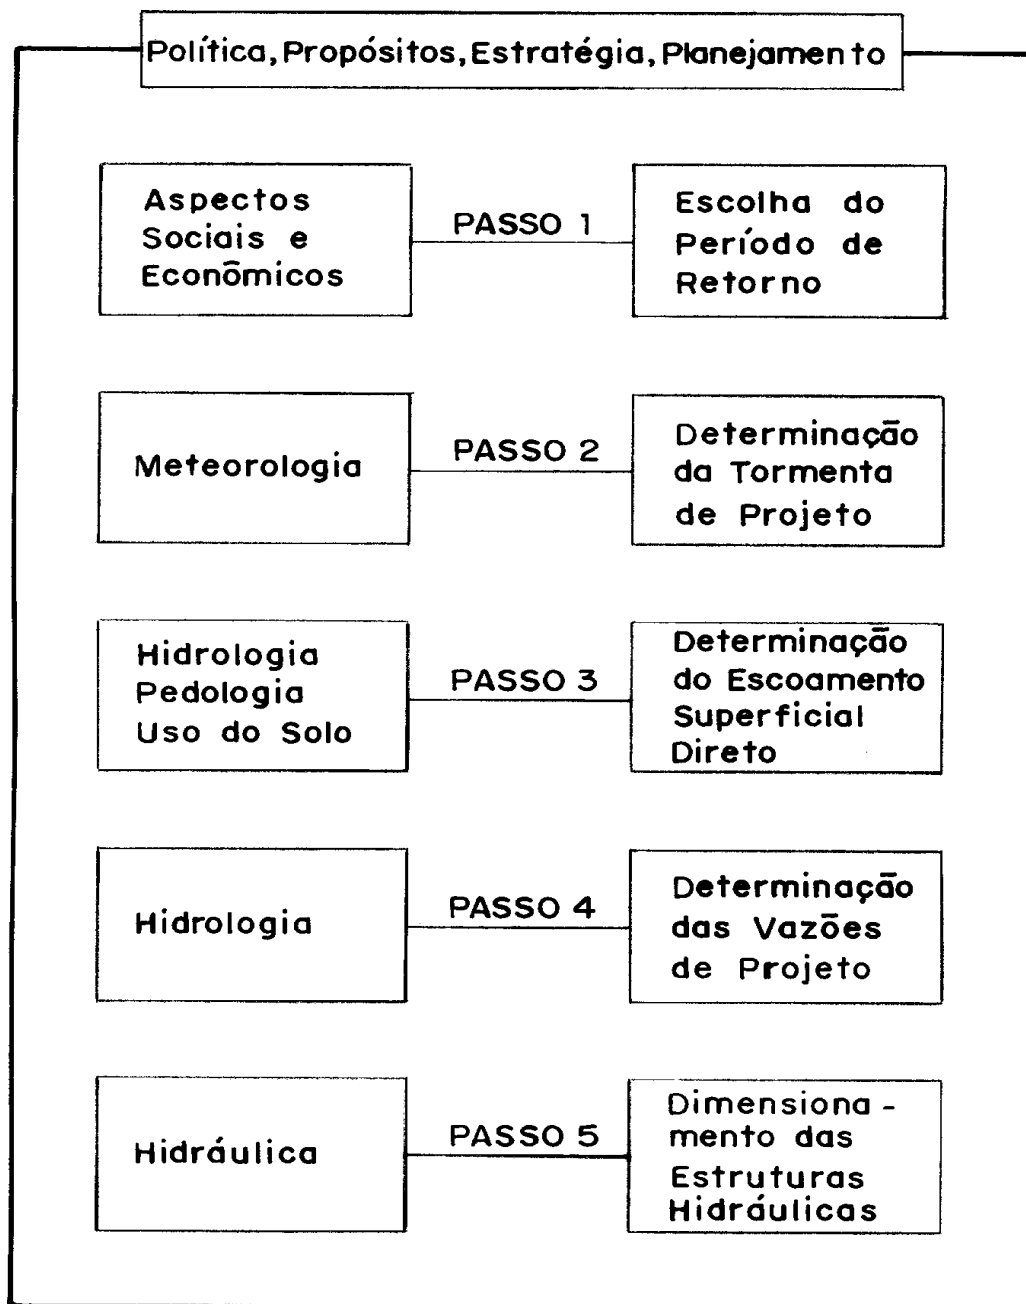 Política, Propósitos, Estratégia, Planejamento
Aspectos
Sociais e
Econômicos
PASSO 1
Escolha do
Período de
Retorno
Meteorologia
PASSO 2
Determinação
da Tormenta
de Projeto
Hidrologia
Pedologia
Uso do Solo
PASSO 3
Determinação
do Escoamento
Superficial
Direto
Hidrologia
PASSO 4
Determinação
das Vazões
de Projeto
Hidráulica
PASSO 5
Dimensiona-
mento das
Estruturas
Hidráulicas